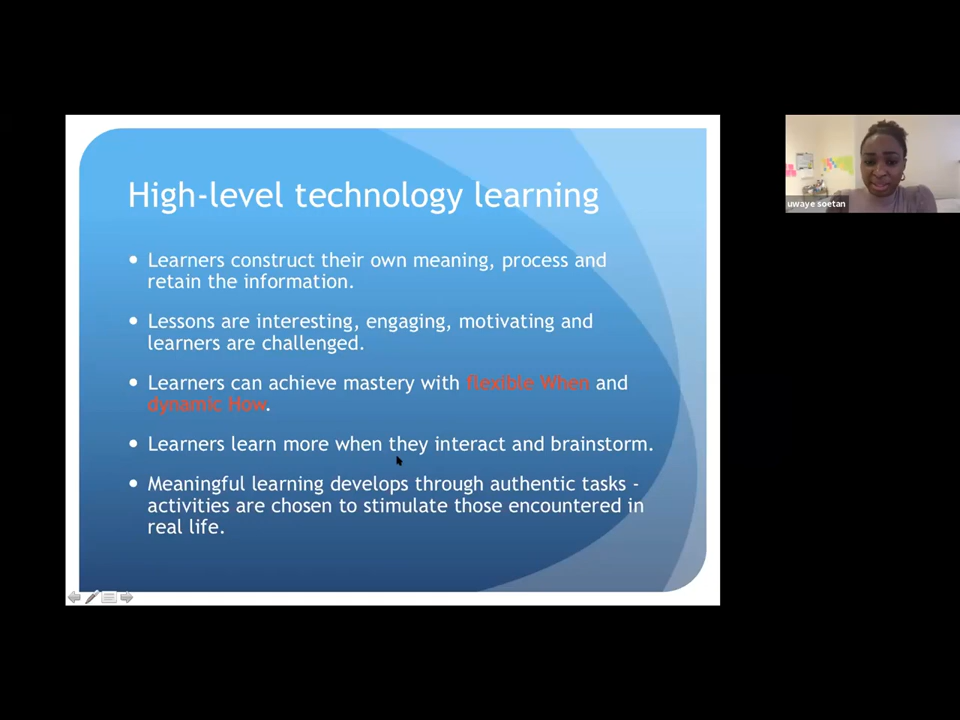 High-level technology learning
• Learners construct their own meaning, process and
retain the information.
• Lessons are interesting, engaging, motivating and
learners are challenged.
• Learners can achieve mastery with flexible When and
dynamic How.
• Learners learn more when they interact and brainstorm.
• Meaningful learning develops through authentic tasks -
activities are chosen to stimulate those encountered in
real life.
uwaye soetan